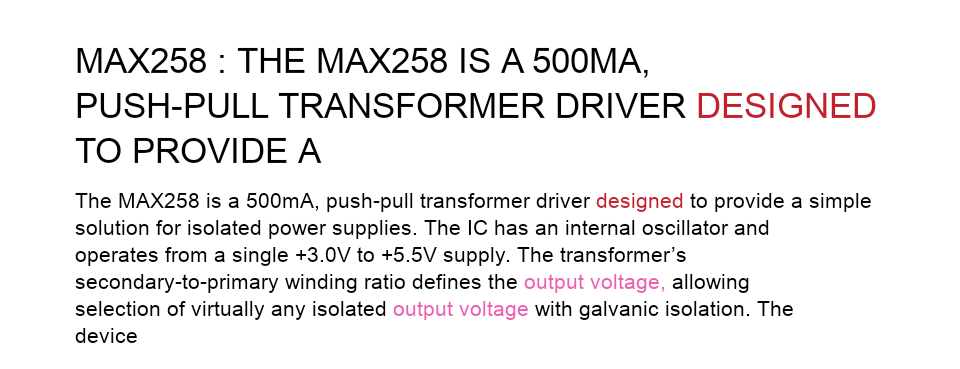 MAX258 : THE MAX258 IS A 500MA,
PUSH-PULL TRANSFORMER DRIVER DESIGNED
TO PROVIDE A
The MAX258 is a 500mA, push-pull transformer driver designed to provide a simple
solution for isolated power supplies. The IC has an internal oscillator and
operates from a single +3.0V to +5.5V supply. The transformer’s
secondary-to-primary winding ratio defines the output voltage, allowing
selection of virtually any isolated output voltage with galvanic isolation. The
device